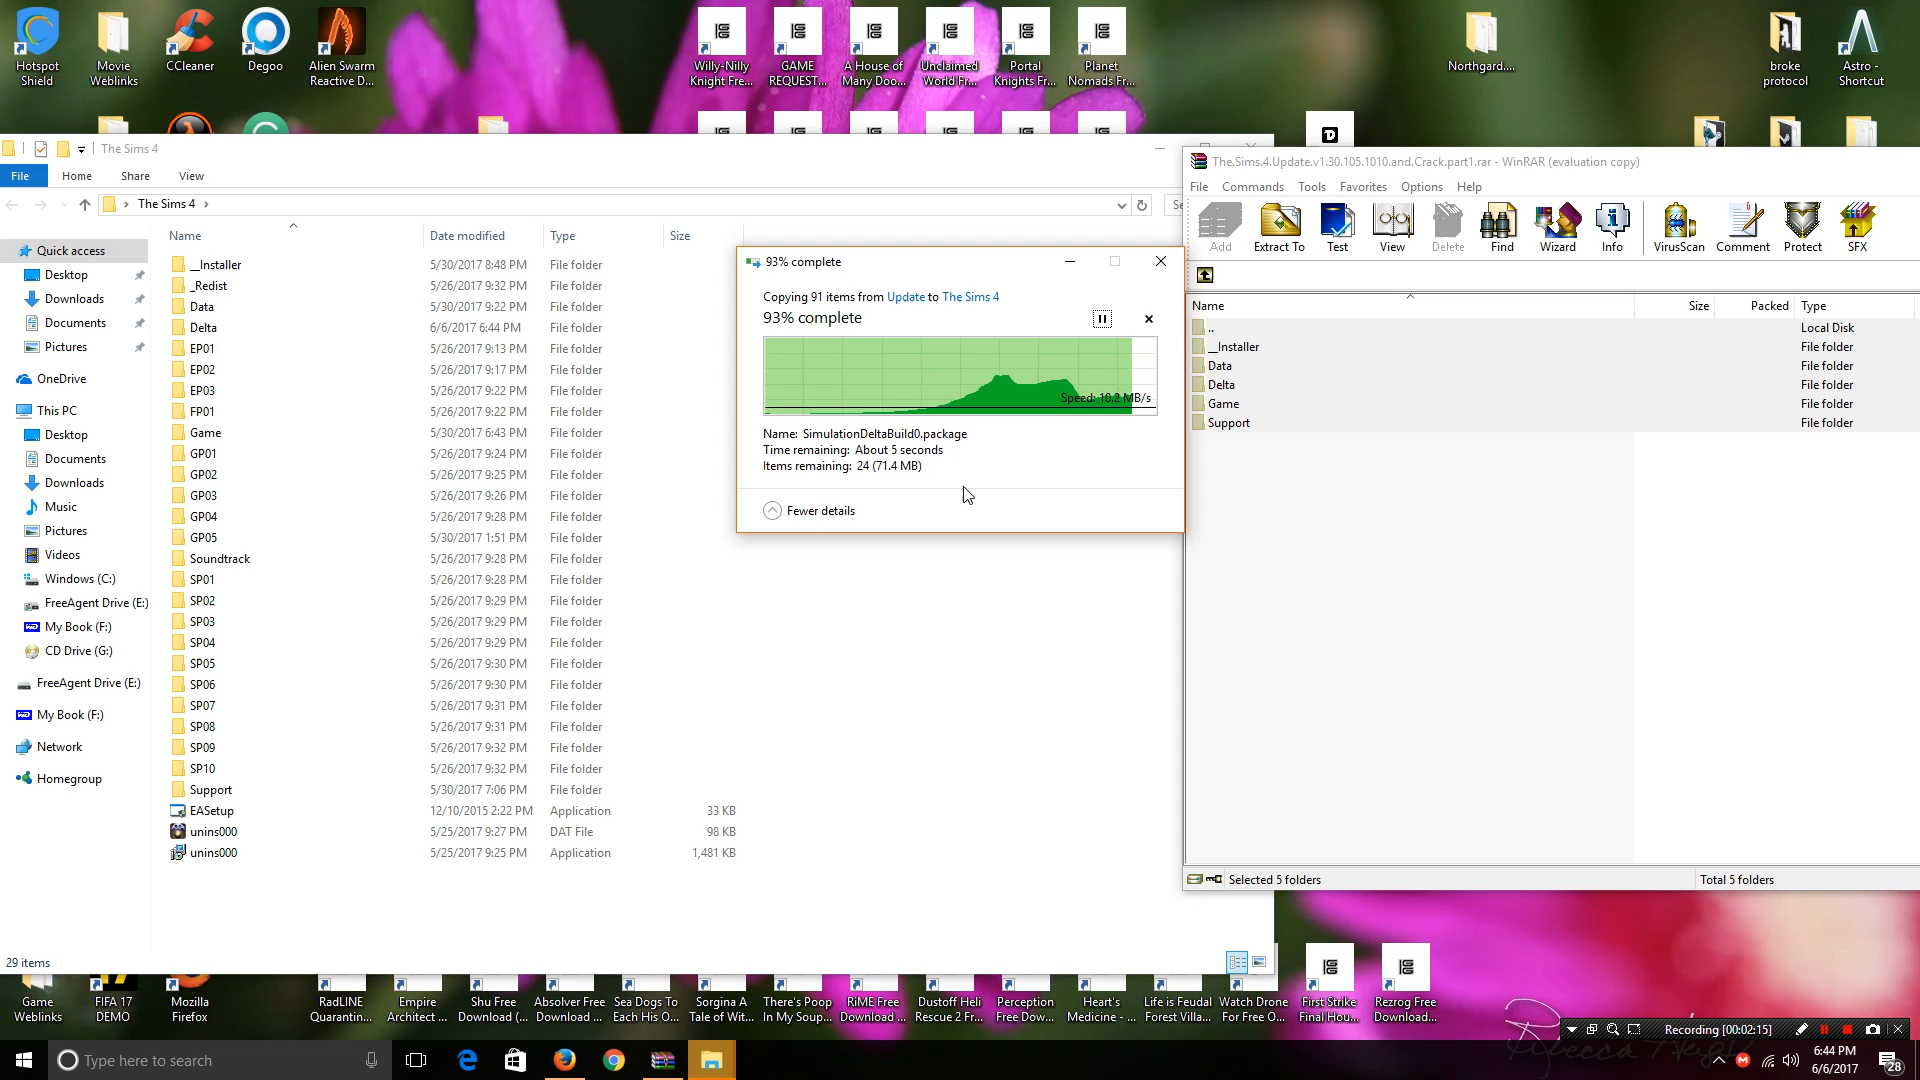 Hotspot Shield
Movie Weblinks
CCleaner
Degoo
Alien Swarm Reactive D...
Willy-Nilly Knight Fre...
GAME REQUEST...
A House of Many Doo...
Unclaimed World Fr...
Portal Knights Fr...
Planet Nomads Fr...
Northgard....
broke protocol
Astro - Shortcut
The Sims 4
File Home Share View
The Sims 4
Name Date modified Type Size
Quick access
Desktop
Downloads
Documents
Pictures
OneDrive
This PC
Desktop
Documents
Downloads
Music
Pictures
Videos
Windows (C:)
FreeAgent Drive (E:)
My Book (F:)
CD Drive (G:)
FreeAgent Drive (E:)
My Book (F:)
Network
Homegroup
__Installer 5/30/2017 8:48 PM File folder
_Redist 5/26/2017 9:32 PM File folder
Data 5/30/2017 9:22 PM File folder
Delta 6/6/2017 6:44 PM File folder
EP01 5/26/2017 9:13 PM File folder
EP02 5/26/2017 9:17 PM File folder
EP03 5/26/2017 9:22 PM File folder
FP01 5/26/2017 9:22 PM File folder
Game 5/30/2017 6:43 PM File folder
GP01 5/26/2017 9:24 PM File folder
GP02 5/26/2017 9:25 PM File folder
GP03 5/26/2017 9:26 PM File folder
GP04 5/26/2017 9:28 PM File folder
GP05 5/30/2017 1:51 PM File folder
Soundtrack 5/26/2017 9:28 PM File folder
SP01 5/26/2017 9:28 PM File folder
SP02 5/26/2017 9:29 PM File folder
SP03 5/26/2017 9:29 PM File folder
SP04 5/26/2017 9:29 PM File folder
SP05 5/26/2017 9:30 PM File folder
SP06 5/26/2017 9:30 PM File folder
SP07 5/26/2017 9:31 PM File folder
SP08 5/26/2017 9:31 PM File folder
SP09 5/26/2017 9:32 PM File folder
SP10 5/26/2017 9:32 PM File folder
Support 5/30/2017 7:06 PM File folder
EASetup 12/10/2015 2:22 PM Application 33 KB
unins000 5/25/2017 9:27 PM DAT File 98 KB
unins000 5/25/2017 9:25 PM Application 1,481 KB
29 items
93% complete
Copying 91 items from Update to The Sims 4
93% complete
Speed: 10.2 MB/s
Name: SimulationDeltaBuild0.package
Time remaining: About 5 seconds
Items remaining: 24 (71.4 MB)
Fewer details
The.Sims.4.Update.v1.30.105.1010.and.Crack.part1.rar - WinRAR (evaluation copy)
File Commands Tools Favorites Options Help
Add Extract To Test View Delete Find Wizard Info VirusScan Comment Protect SFX
Name Size Packed Type
.. Local Disk
__Installer File folder
Data File folder
Delta File folder
Game File folder
Support File folder
Selected 5 folders Total 5 folders
Game Weblinks
FIFA 17 DEMO
Mozilla Firefox
RadLINE Quarantin...
Empire Architect ...
Shu Free Download (...
Absolver Free Download ...
Sea Dogs To Each His O...
Sorgina A Tale of Wit...
There's Poop In My Soup...
RiME Free Download ...
Dustoff Heli Rescue 2 Fr...
Perception Free Dow...
Heart's Medicine - ...
Life is Feudal Forest Villa...
Watch Drone For Free O...
First Strike Final Hou...
Rezrog Free Download...
Recording [00:02:15]
Type here to search
6:44 PM
6/6/2017
28